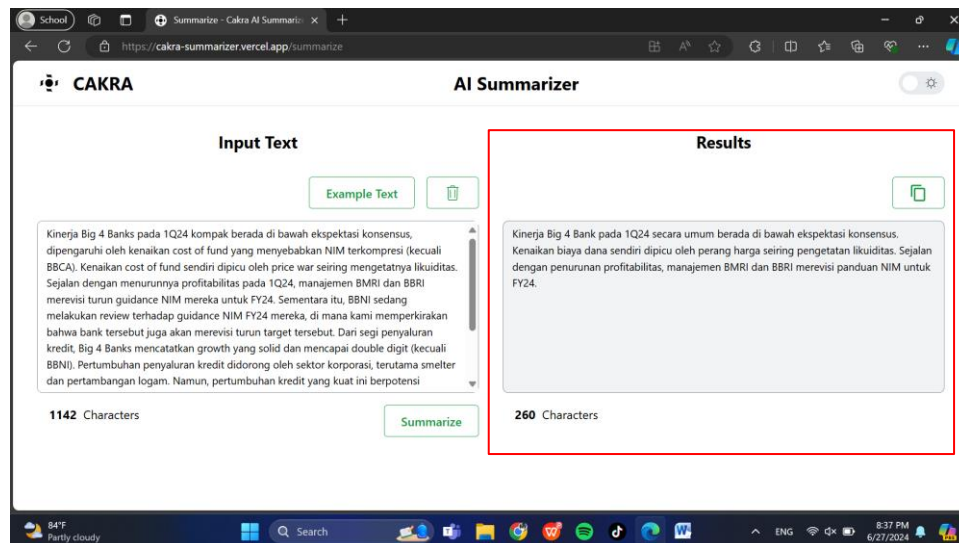 School
Summarize - Cakra AI Summariz
https://cakra-summarizer.vercel.app/summarize
CAKRA
AI Summarizer
Input Text
Results
Example Text
Kinerja Big 4 Banks pada 1Q24 kompak berada di bawah ekspektasi konsensus,
dipengaruhi oleh kenaikan cost of fund yang menyebabkan NIM terkompresi (kecuali
BBCA). Kenaikan cost of fund sendiri dipicu oleh price war seiring mengetatnya likuiditas.
Sejalan dengan menurunnya profitabilitas pada 1Q24, manajemen BMRI dan BBRI
merevisi turun guidance NIM mereka untuk FY24. Sementara itu, BBNI sedang
melakukan review terhadap guidance NIM FY24 mereka, di mana kami memperkirakan
bahwa bank tersebut juga akan merevisi turun target tersebut. Dari segi penyaluran
kredit, Big 4 Banks mencatatkan growth yang solid dan mencapai double digit (kecuali
BBNI). Pertumbuhan penyaluran kredit didorong oleh sektor korporasi, terutama smelter
dan pertambangan logam. Namun, pertumbuhan kredit yang kuat ini berpotensi
Kinerja Big 4 Bank pada 1Q24 secara umum berada di bawah ekspektasi konsensus.
Kenaikan biaya dana sendiri dipicu oleh perang harga seiring pengetatan likuiditas. Sejalan
dengan penurunan profitabilitas, manajemen BMRI dan BBRI merevisi panduan NIM untuk
FY24.
1142 Characters
Summarize
260 Characters
84°F
Partly cloudy
Search
ENG
8:37 PM
6/27/2024